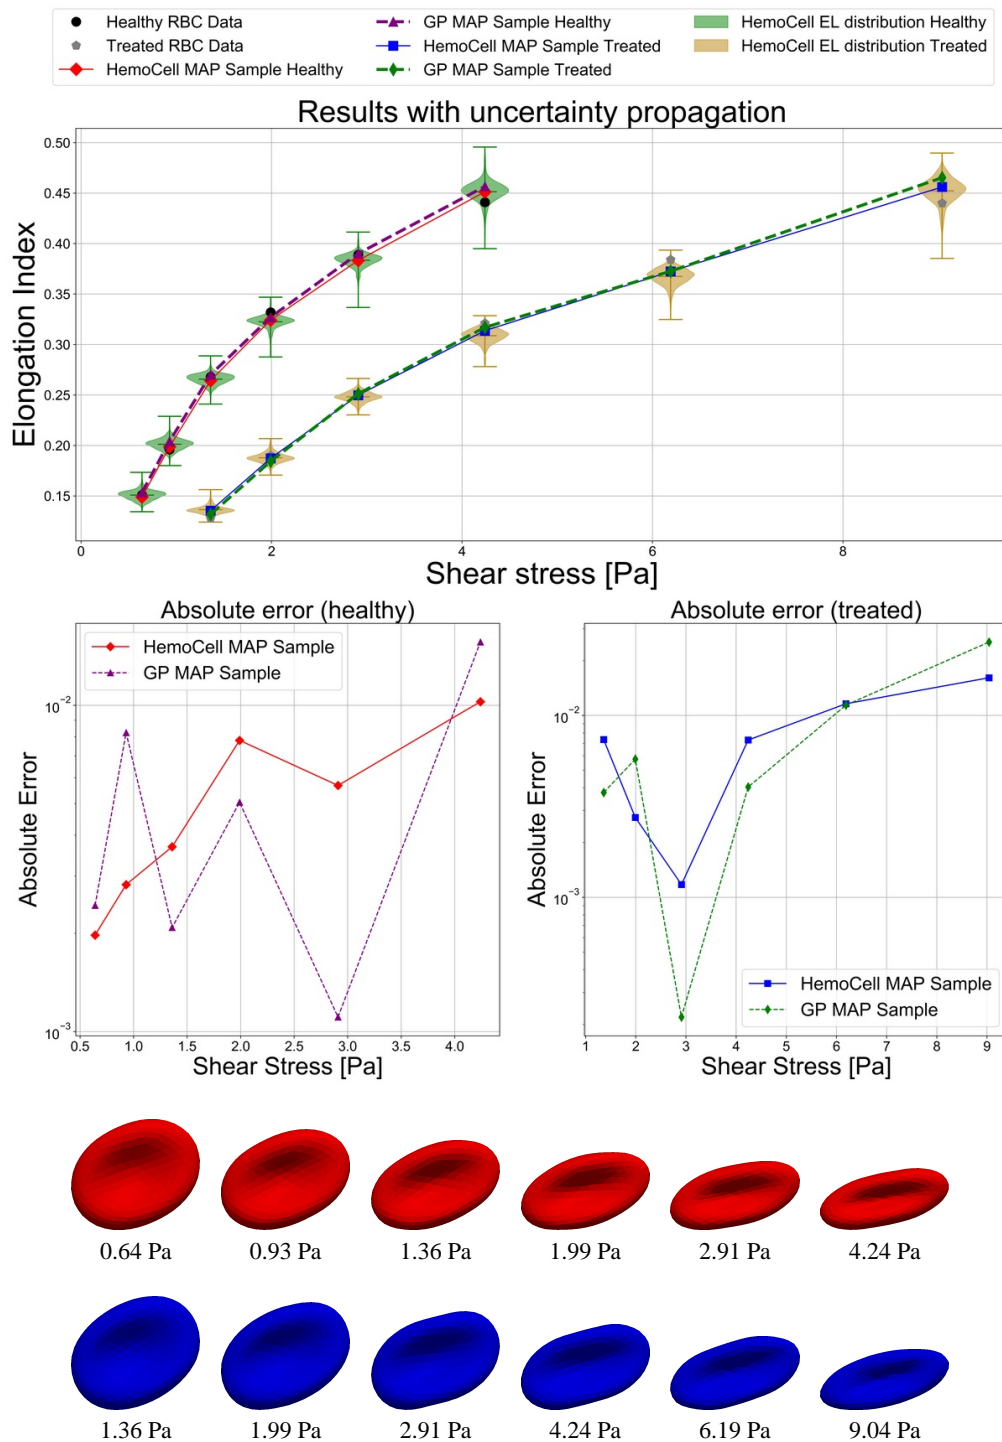 Healthy RBC Data
GP MAP Sample Healthy
HemoCell EL distribution Healthy
Treated RBC Data
HemoCell MAP Sample Treated
HemoCell EL distribution Treated
HemoCell MAP Sample Healthy
GP MAP Sample Treated
Results with uncertainty propagation
0.50
0.45
0.40
0.35
0.30
0.25
0.20
0.15
Elongation Index
0 2 4 6 8
Shear stress [Pa]
Absolute error (healthy)
HemoCell MAP Sample
GP MAP Sample
10⁻²
10⁻³
Absolute Error
0.5 1.0 1.5 2.0 2.5 3.0 3.5 4.0
Shear Stress [Pa]
Absolute error (treated)
10⁻²
10⁻³
Absolute Error
HemoCell MAP Sample
GP MAP Sample
1 2 3 4 5 6 7 8 9
Shear Stress [Pa]
0.64 Pa 0.93 Pa 1.36 Pa 1.99 Pa 2.91 Pa 4.24 Pa
1.36 Pa 1.99 Pa 2.91 Pa 4.24 Pa 6.19 Pa 9.04 Pa